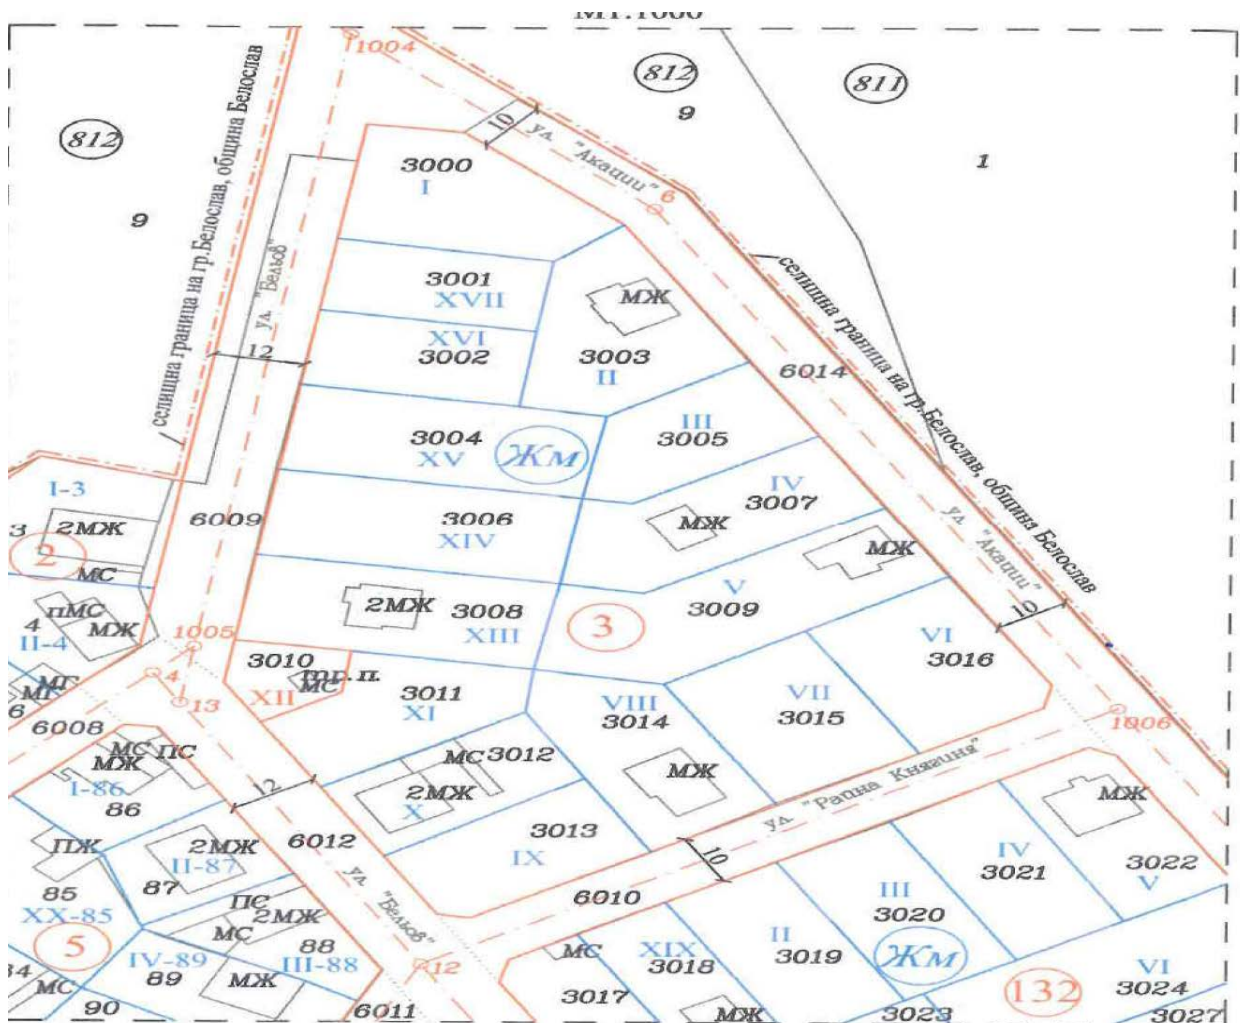 1004
812
811
9
1
812
9
селищна граница на гр.Белослав, община Белослав
10
ул. "Акации"
6
3000
I
ул. "Бельов"
12
3001
XVII
XVI
3002
МЖ
3003
II
селищна граница на гр.Белослав, община Белослав
6014
3004
XV
Жм
III
3005
IV
3007
МЖ
3006
XIV
6009
I-3
3
2МЖ
2
МС
ул. "Акации"
МЖ
10
V
3009
3
2МЖ
3008
XIII
VI
3016
пМС
4
МЖ
II-4
1005
4
13
3010
тр.п.
МС
XII
3011
XI
VIII
3014
VII
3015
1006
МГ
МГ
6
6008
МС
ПС
МЖ
I-86
86
12
МС
3012
2МЖ
X
МЖ
ул. "Райна Княгиня"
МЖ
3013
IX
6012
ул. "Бельов"
10
6010
ПЖ
2МЖ
II-87
87
85
XX-85
5
ПС
2МЖ
МС
88
III-88
IV-89
89
МЖ
МС
84
90
6011
12
IV
3021
3022
V
III
3020
Жм
II
3019
XIX
3018
МС
3017
МЖ
3023
132
VI
3024
3027